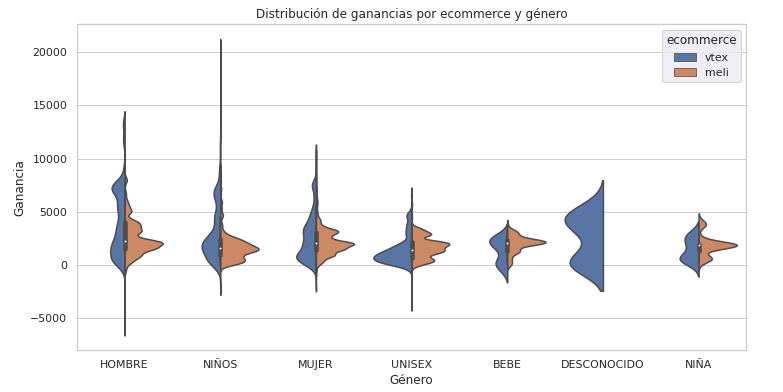 Distribución de ganancias por ecommerce y género
ecommerce
vtex
meli
20000
15000
10000
5000
0
−5000
Ganancia
HOMBRE
NIÑOS
MUJER
UNISEX
BEBE
DESCONOCIDO
NIÑA
Género